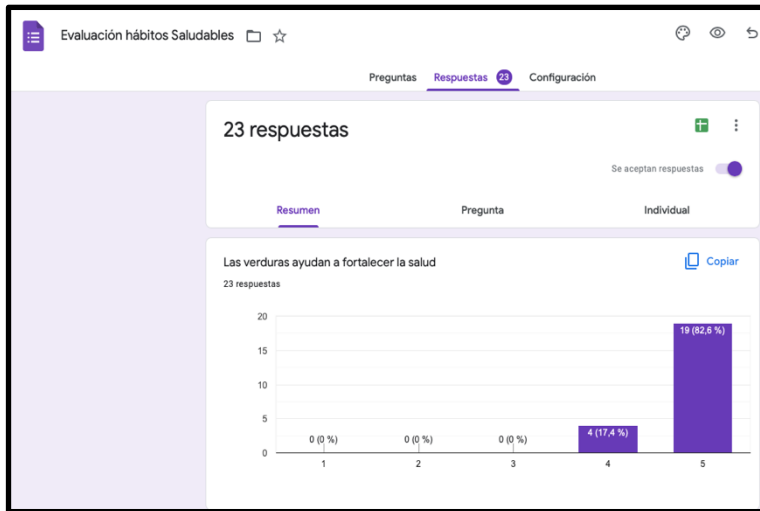 Evaluación hábitos Saludables
Preguntas Respuestas 23 Configuración
23 respuestas
Se aceptan respuestas
Resumen Pregunta Individual
Las verduras ayudan a fortalecer la salud
Copiar
23 respuestas
20
15
10
5
0
0 (0 %) 0 (0 %) 0 (0 %) 4 (17,4 %) 19 (82,6 %)
1 2 3 4 5